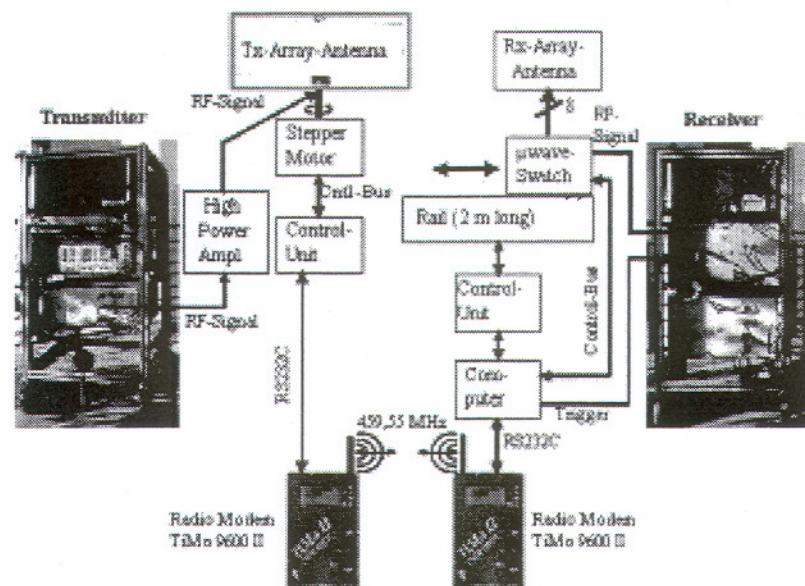 Tx-Array-Antenna
Rx-Array-
Antenna
RF-Signal
8
RF-
Signal
Transmitter
Receiver
Stepper
Motor
μwave-
Switch
Cntl-Bus
High
Power
Ampl
Control-
Unit
Rail (2 m long)
Control-
Unit
RF-Signal
Control-Bus
RS232C
Com-
puter
Trigger
459,55 MHz
RS232C
Radio Modem
TiMo 9600 II
Radio Modem
TiMo 9600 II